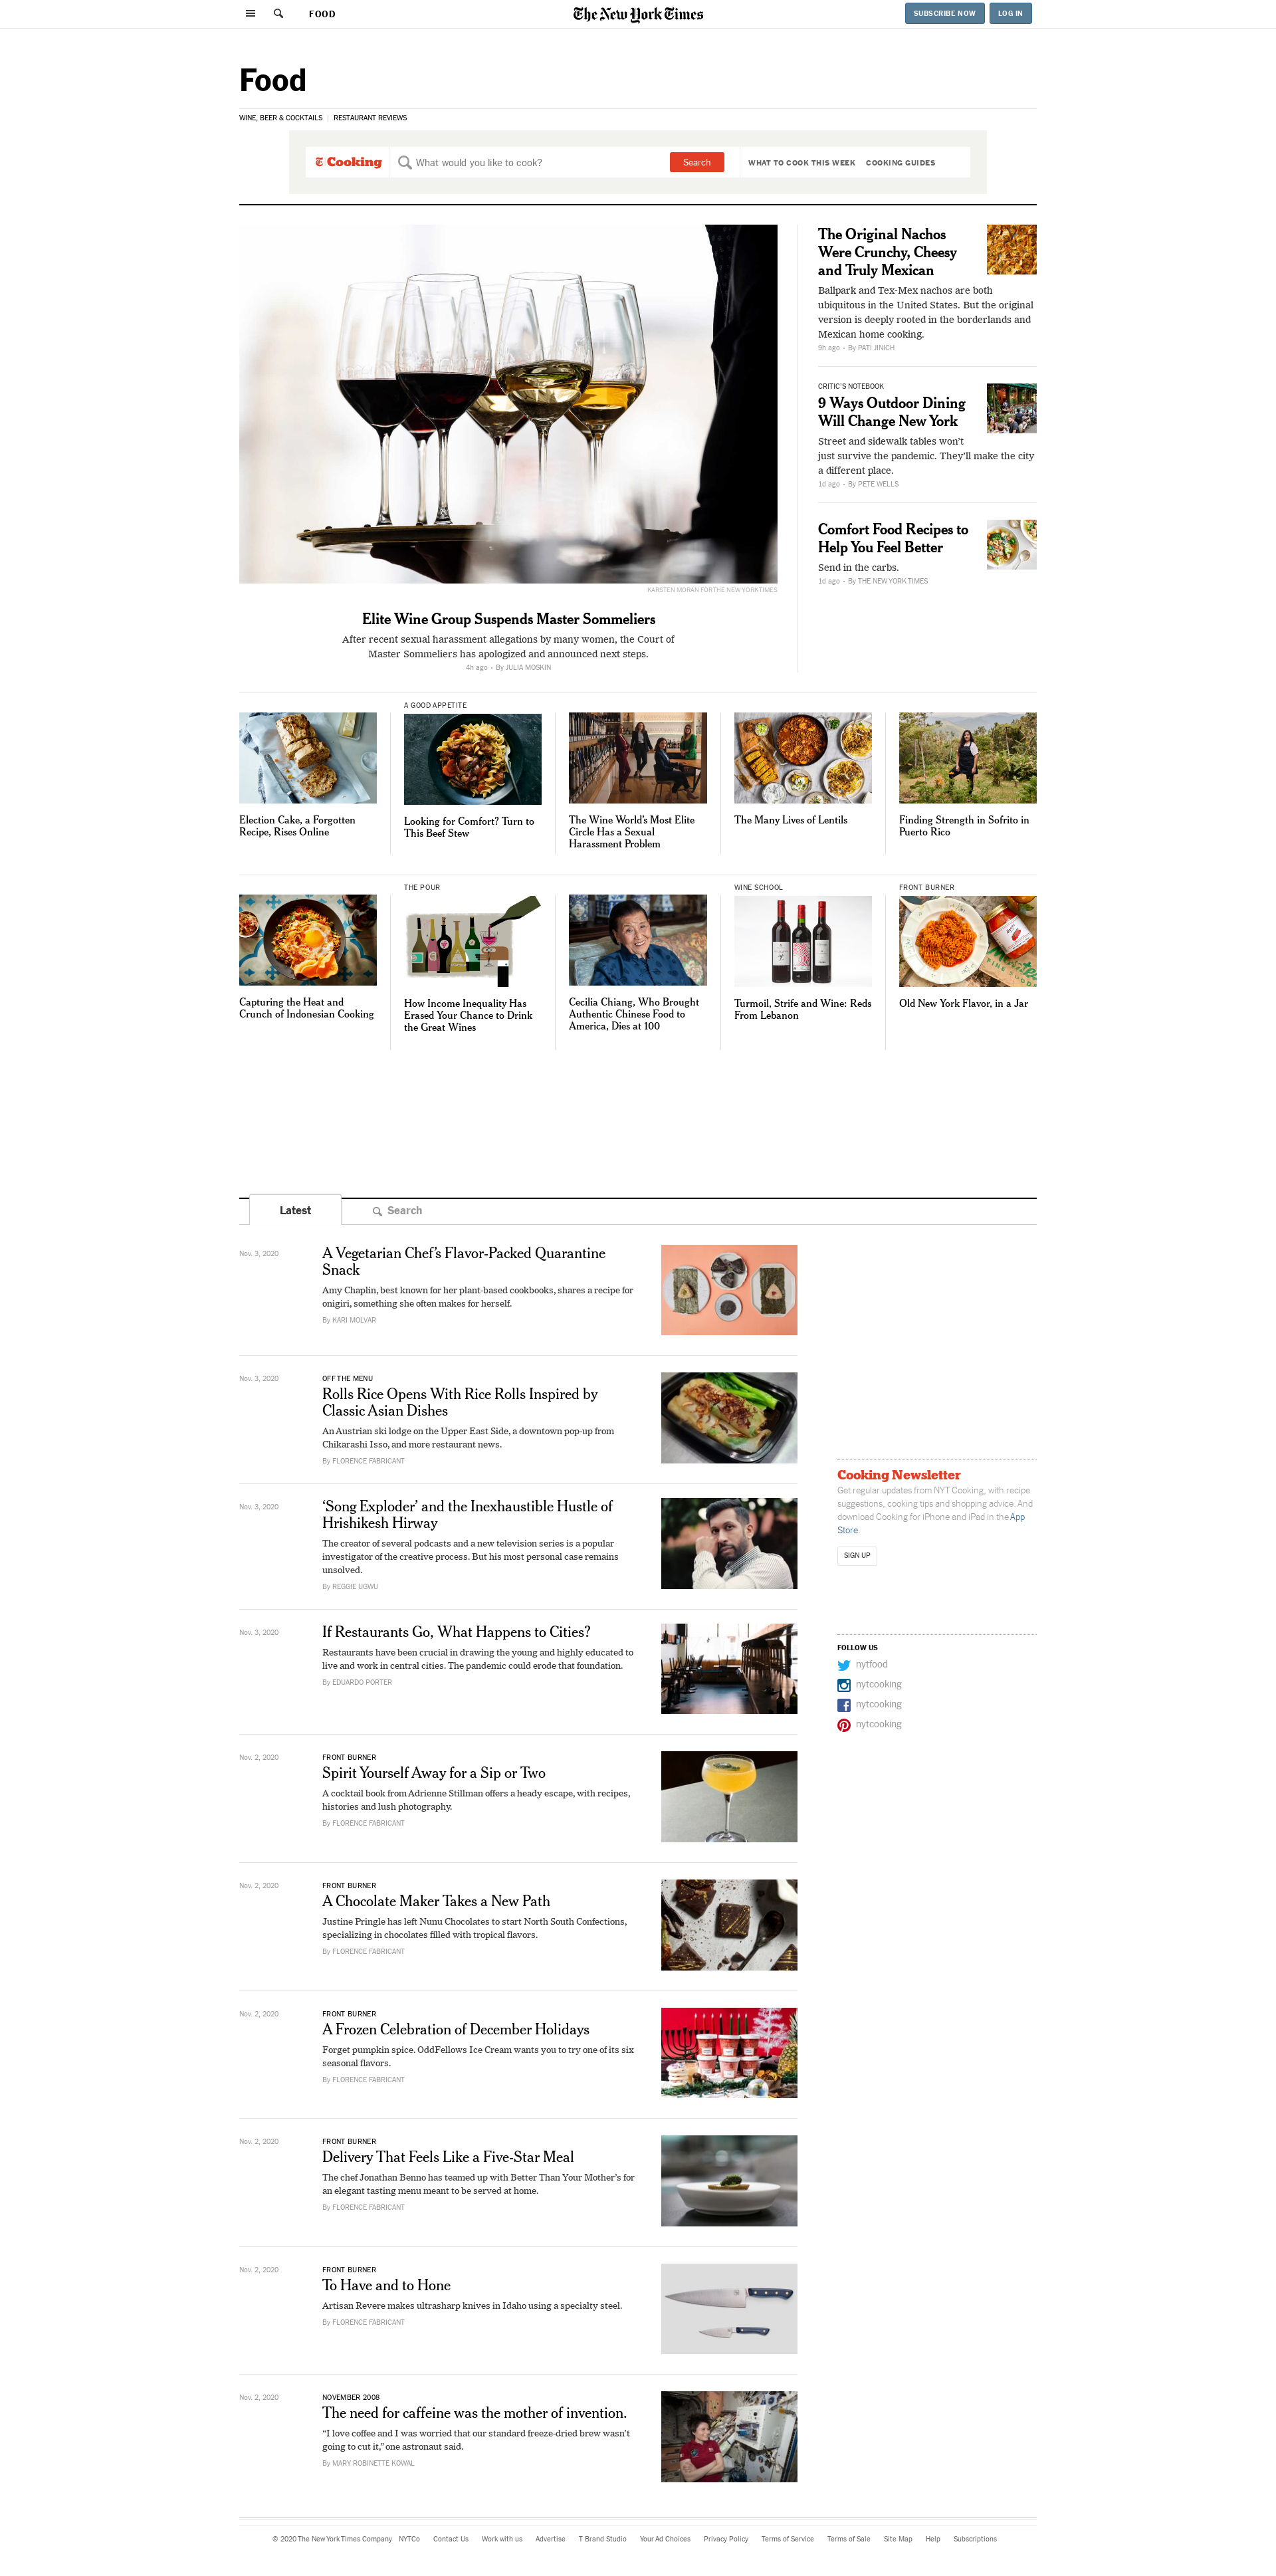 FOOD
The New York Times
SUBSCRIBE NOW
LOG IN
Food
WINE, BEER & COCKTAILS | RESTAURANT REVIEWS
Cooking
What would you like to cook?
Search
WHAT TO COOK THIS WEEK
COOKING GUIDES
KARSTEN MORAN FOR THE NEW YORK TIMES
Elite Wine Group Suspends Master Sommeliers
After recent sexual harassment allegations by many women, the Court of
Master Sommeliers has apologized and announced next steps.
4h ago • By JULIA MOSKIN
The Original Nachos
Were Crunchy, Cheesy
and Truly Mexican
Ballpark and Tex-Mex nachos are both
ubiquitous in the United States. But the original
version is deeply rooted in the borderlands and
Mexican home cooking.
9h ago • By PATI JINICH
CRITIC'S NOTEBOOK
9 Ways Outdoor Dining
Will Change New York
Street and sidewalk tables won't
just survive the pandemic. They'll make the city
a different place.
1d ago • By PETE WELLS
Comfort Food Recipes to
Help You Feel Better
Send in the carbs.
1d ago • By THE NEW YORK TIMES
Election Cake, a Forgotten
Recipe, Rises Online
A GOOD APPETITE
Looking for Comfort? Turn to
This Beef Stew
The Wine World's Most Elite
Circle Has a Sexual
Harassment Problem
The Many Lives of Lentils
Finding Strength in Sofrito in
Puerto Rico
Capturing the Heat and
Crunch of Indonesian Cooking
THE POUR
How Income Inequality Has
Erased Your Chance to Drink
the Great Wines
Cecilia Chiang, Who Brought
Authentic Chinese Food to
America, Dies at 100
WINE SCHOOL
Turmoil, Strife and Wine: Reds
From Lebanon
FRONT BURNER
Old New York Flavor, in a Jar
Latest
Search
Nov. 3, 2020
A Vegetarian Chef's Flavor-Packed Quarantine
Snack
Amy Chaplin, best known for her plant-based cookbooks, shares a recipe for
onigiri, something she often makes for herself.
By KARI MOLVAR
Nov. 3, 2020
OFF THE MENU
Rolls Rice Opens With Rice Rolls Inspired by
Classic Asian Dishes
An Austrian ski lodge on the Upper East Side, a downtown pop-up from
Chikarashi Isso, and more restaurant news.
By FLORENCE FABRICANT
Nov. 3, 2020
'Song Exploder' and the Inexhaustible Hustle of
Hrishikesh Hirway
The creator of several podcasts and a new television series is a popular
investigator of the creative process. But his most personal case remains
unsolved.
By REGGIE UGWU
Nov. 3, 2020
If Restaurants Go, What Happens to Cities?
Restaurants have been crucial in drawing the young and highly educated to
live and work in central cities. The pandemic could erode that foundation.
By EDUARDO PORTER
Nov. 2, 2020
FRONT BURNER
Spirit Yourself Away for a Sip or Two
A cocktail book from Adrienne Stillman offers a heady escape, with recipes,
histories and lush photography.
By FLORENCE FABRICANT
Nov. 2, 2020
FRONT BURNER
A Chocolate Maker Takes a New Path
Justine Pringle has left Nunu Chocolates to start North South Confections,
specializing in chocolates filled with tropical flavors.
By FLORENCE FABRICANT
Nov. 2, 2020
FRONT BURNER
A Frozen Celebration of December Holidays
Forget pumpkin spice. OddFellows Ice Cream wants you to try one of its six
seasonal flavors.
By FLORENCE FABRICANT
Nov. 2, 2020
FRONT BURNER
Delivery That Feels Like a Five-Star Meal
The chef Jonathan Benno has teamed up with Better Than Your Mother's for
an elegant tasting menu meant to be served at home.
By FLORENCE FABRICANT
Nov. 2, 2020
FRONT BURNER
To Have and to Hone
Artisan Revere makes ultrasharp knives in Idaho using a specialty steel.
By FLORENCE FABRICANT
Nov. 2, 2020
NOVEMBER 2008
The need for caffeine was the mother of invention.
"I love coffee and I was worried that our standard freeze-dried brew wasn't
going to cut it," one astronaut said.
By MARY ROBINETTE KOWAL
Cooking Newsletter
Get regular updates from NYT Cooking, with recipe
suggestions, cooking tips and shopping advice. And
download Cooking for iPhone and iPad in the App
Store.
SIGN UP
FOLLOW US
nytfood
nytcooking
nytcooking
nytcooking
© 2020 The New York Times Company NYTCo Contact Us Work with us Advertise T Brand Studio Your Ad Choices Privacy Policy Terms of Service Terms of Sale Site Map Help Subscriptions